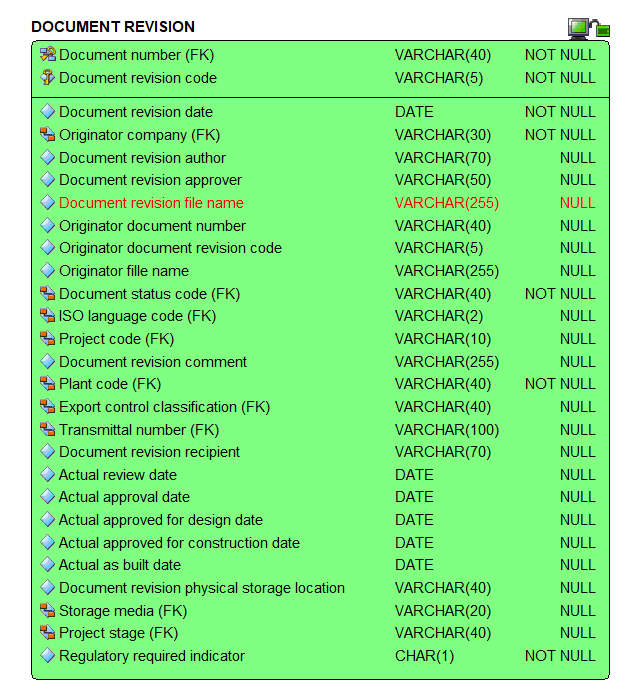 DOCUMENT REVISION
Document number (FK) VARCHAR(40) NOT NULL
Document revision code VARCHAR(5) NOT NULL
Document revision date DATE NOT NULL
Originator company (FK) VARCHAR(30) NOT NULL
Document revision author VARCHAR(70) NULL
Document revision approver VARCHAR(50) NULL
Document revision file name VARCHAR(255) NULL
Originator document number VARCHAR(40) NULL
Originator document revision code VARCHAR(5) NULL
Originator fille name VARCHAR(255) NULL
Document status code (FK) VARCHAR(40) NOT NULL
ISO language code (FK) VARCHAR(2) NULL
Project code (FK) VARCHAR(10) NULL
Document revision comment VARCHAR(255) NULL
Plant code (FK) VARCHAR(40) NOT NULL
Export control classification (FK) VARCHAR(40) NULL
Transmittal number (FK) VARCHAR(100) NULL
Document revision recipient VARCHAR(70) NULL
Actual review date DATE NULL
Actual approval date DATE NULL
Actual approved for design date DATE NULL
Actual approved for construction date DATE NULL
Actual as built date DATE NULL
Document revision physical storage location VARCHAR(40) NULL
Storage media (FK) VARCHAR(20) NULL
Project stage (FK) VARCHAR(40) NULL
Regulatory required indicator CHAR(1) NOT NULL